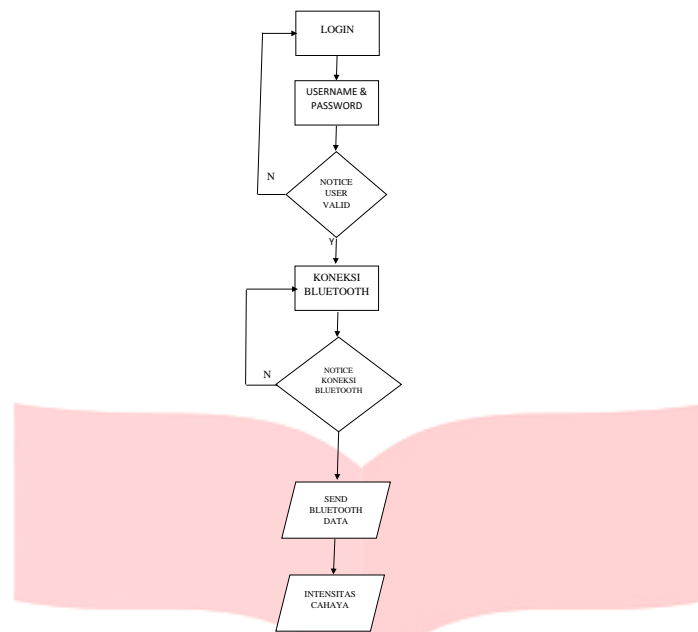 LOGIN
USERNAME &
PASSWORD
N
NOTICE
USER
VALID
Y
KONEKSI
BLUETOOTH
N
NOTICE
KONEKSI
BLUETOOTH
SEND
BLUETOOTH
DATA
INTENSITAS
CAHAYA